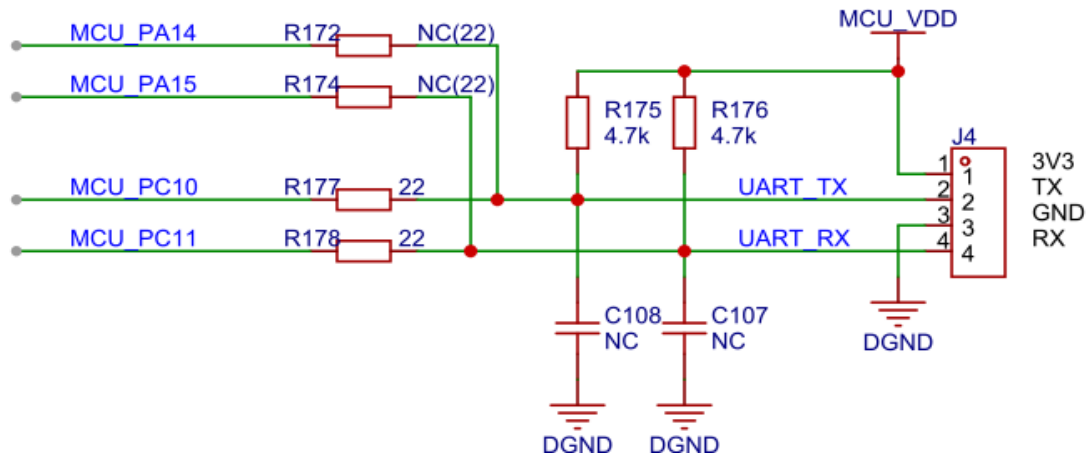 MCU_VDD
MCU_PA14 R172 NC(22)
MCU_PA15 R174 NC(22)
R175 R176
4.7k 4.7k
J4
1 1 3V3
MCU_PC10 R177 22 UART_TX 2 2 TX
3 3 GND
MCU_PC11 R178 22 UART_RX 4 4 RX
C108 C107
NC NC
DGND
DGND DGND